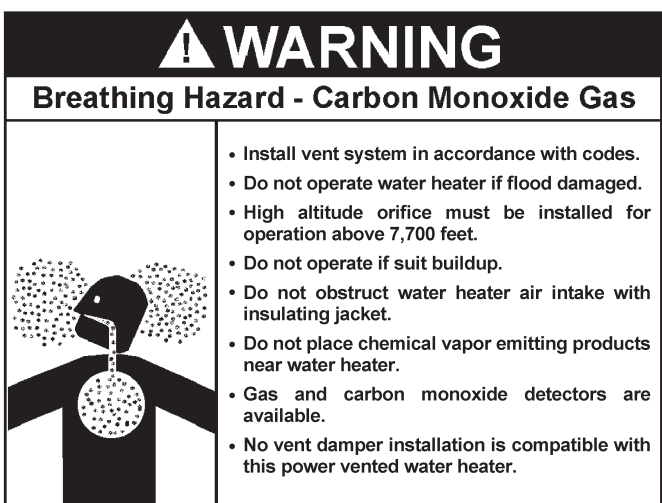 ! WARNING
Breathing Hazard - Carbon Monoxide Gas
• Install vent system in accordance with codes.
• Do not operate water heater if flood damaged.
• High altitude orifice must be installed for
operation above 7,700 feet.
• Do not operate if suit buildup.
• Do not obstruct water heater air intake with
insulating jacket.
• Do not place chemical vapor emitting products
near water heater.
• Gas and carbon monoxide detectors are
available.
• No vent damper installation is compatible with
this power vented water heater.